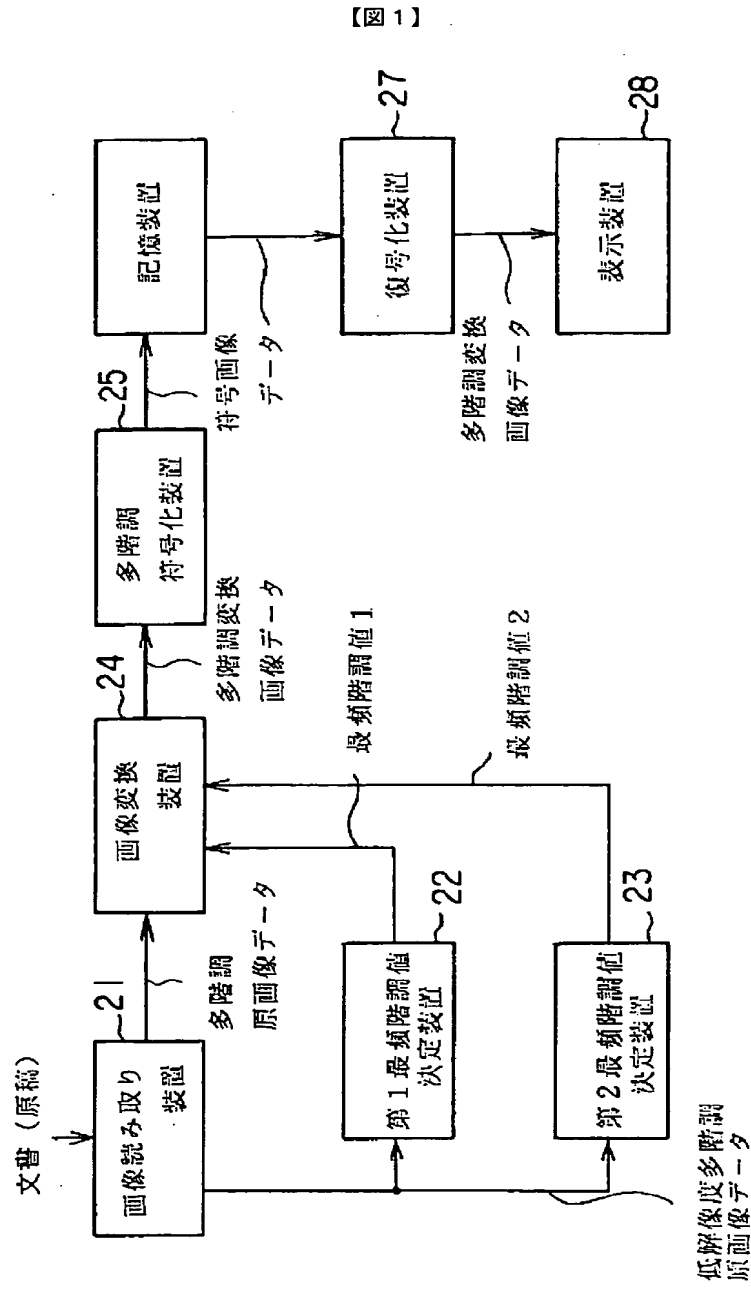 【図1】
文書(原稿)
画像読み取り
装置
21
多階調
原画像データ
画像変換
装置
24
多階調変換
画像データ
多階調
符号化装置
25
符号画像
データ
記憶装置
第1最頻階調値
決定装置
22
最頻階調値1
第2最頻階調値
決定装置
23
最頻階調値2
低解像度多階調
原画像データ
復号化装置
27
多階調変換
画像データ
表示装置
28